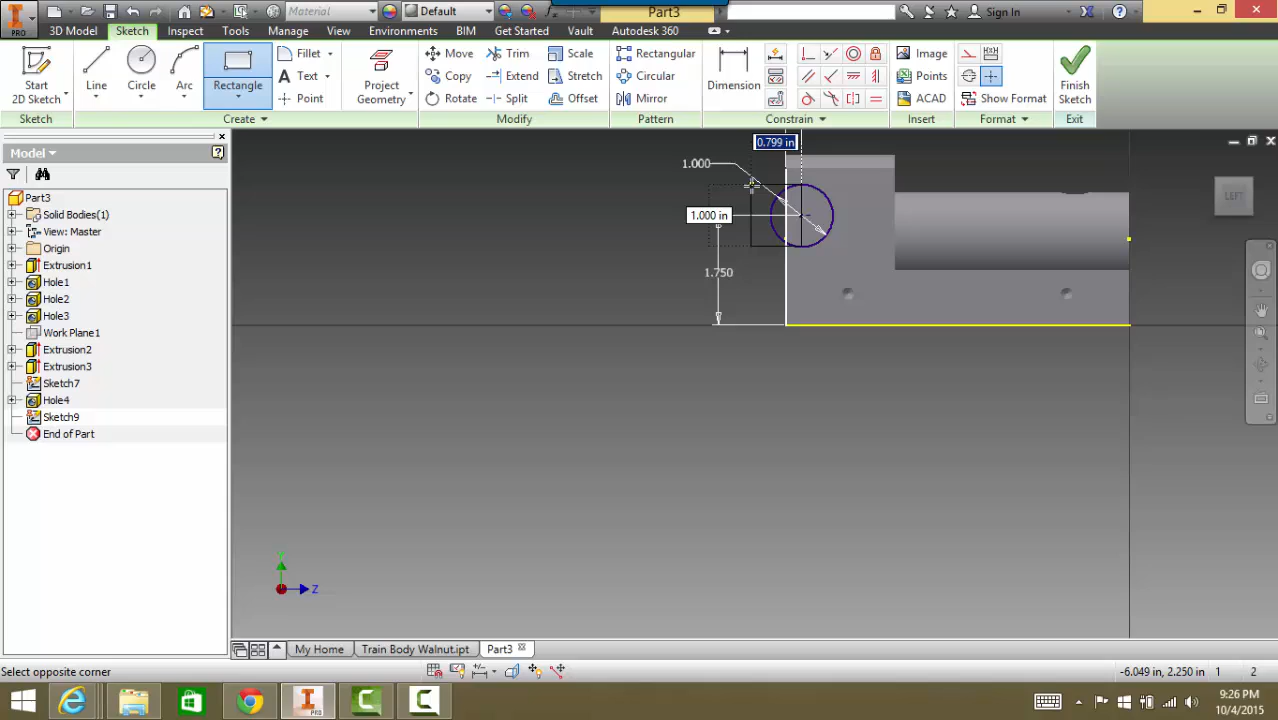 Material
Default
Part3
Sign In
PRO
3D Model
Sketch
Inspect
Tools
Manage
View
Environments
BIM
Get Started
Vault
Autodesk 360
Start
2D Sketch
Line
Circle
Arc
Rectangle
Fillet
Text
Point
Project
Geometry
Move
Copy
Rotate
Trim
Extend
Split
Scale
Stretch
Offset
Rectangular
Circular
Mirror
Dimension
Image
Points
ACAD
Show Format
Finish
Sketch
Sketch
Create
Modify
Pattern
Constrain
Insert
Format
Exit
Model
Part3
Solid Bodies(1)
View: Master
Origin
Extrusion1
Hole1
Hole2
Hole3
Work Plane1
Extrusion2
Extrusion3
Sketch7
Hole4
Sketch9
End of Part
0.799 in
1.000
1.000 in
1.750
LEFT
Z
My Home
Train Body Walnut.ipt
Part3
Select opposite corner
-6.049 in, 2.250 in
1
2
PRO
9:26 PM
10/4/2015